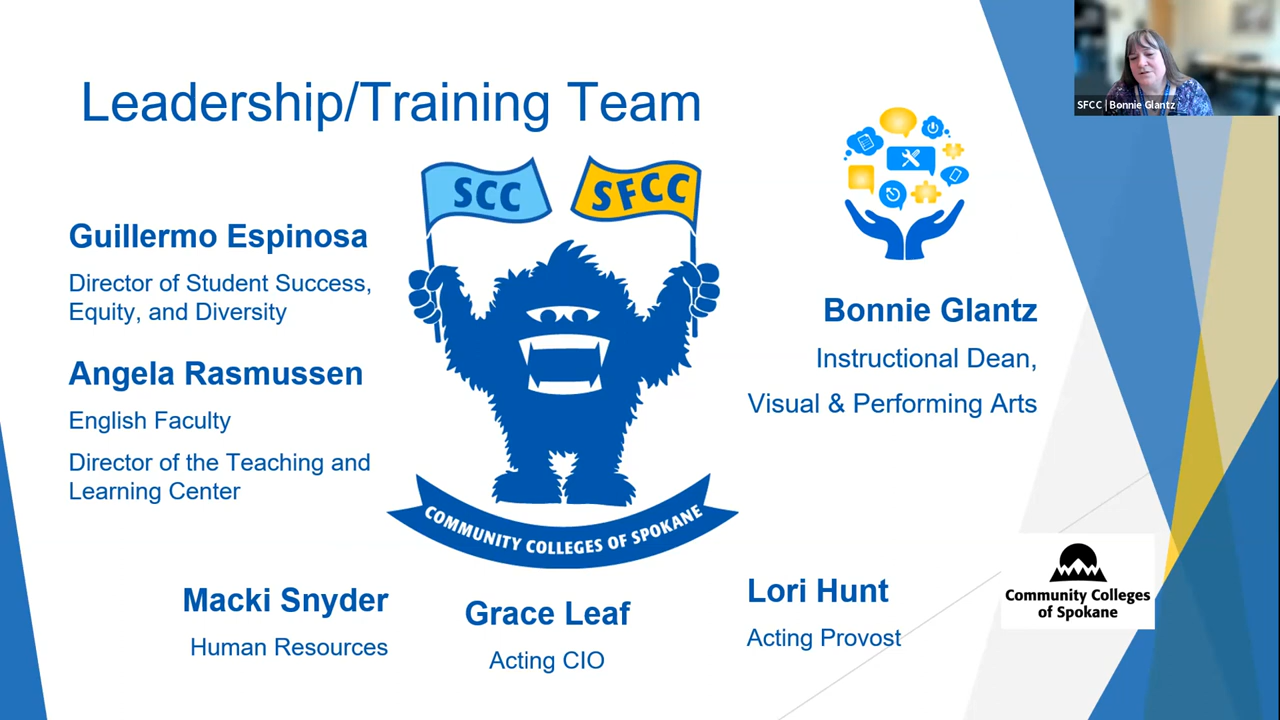 Leadership/Training Team
SFCC | Bonnie Glantz
SCC
SFCC
Guillermo Espinosa
Director of Student Success,
Equity, and Diversity
Angela Rasmussen
English Faculty
Director of the Teaching and
Learning Center
Bonnie Glantz
Instructional Dean,
Visual & Performing Arts
COMMUNITY COLLEGES OF SPOKANE
Macki Snyder
Human Resources
Grace Leaf
Acting CIO
Lori Hunt
Acting Provost
Community Colleges
of Spokane